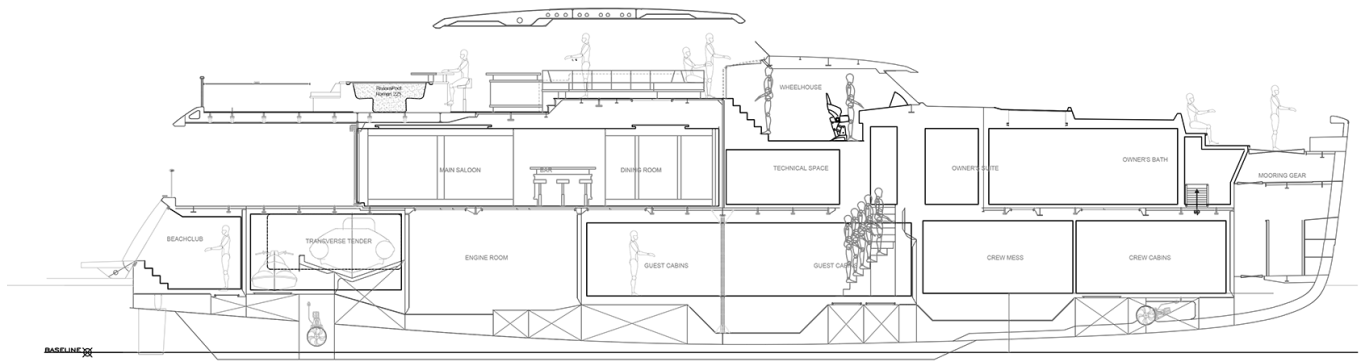 RivieraPool
WHEELHOUSE
MAIN SALOON
BAR
DINING ROOM
TECHNICAL SPACE
OWNER'S SUITE
OWNER'S BATH
MOORING GEAR
BEACHCLUB
TRANSVERSE TENDER
ENGINE ROOM
GUEST CABINS
CREW MESS
CREW CABINS
BASELINE